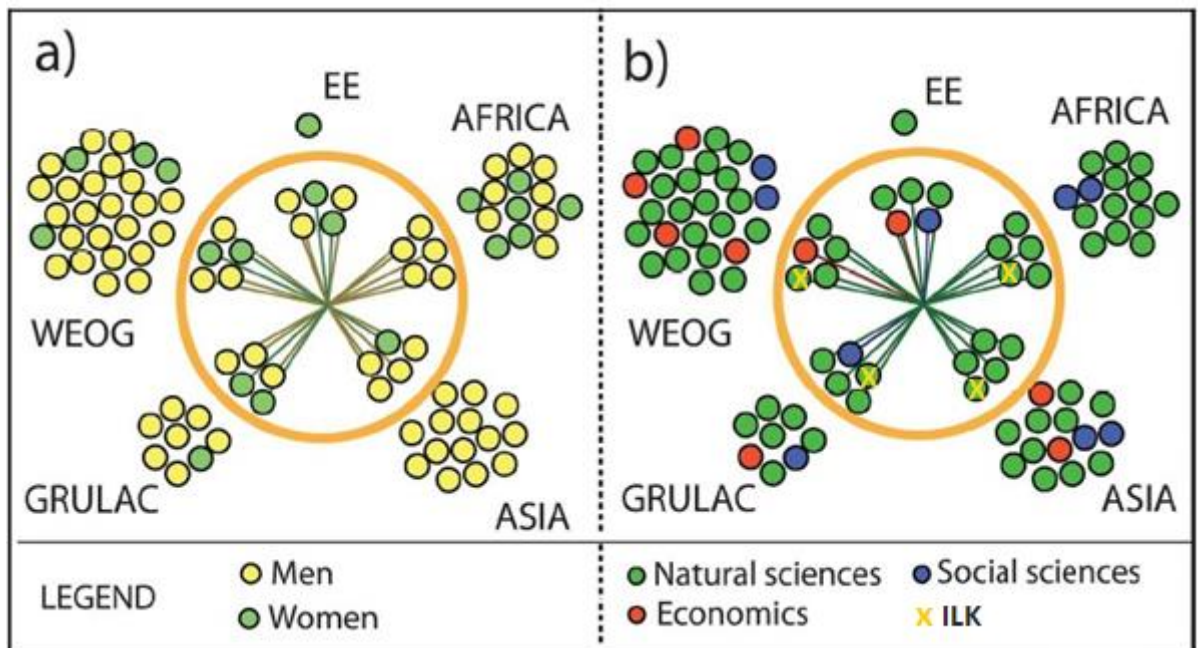 a)
EE
AFRICA
WEOG
GRULAC
ASIA
b)
EE
AFRICA
WEOG
GRULAC
ASIA
LEGEND
Men
Women
Natural sciences
Social sciences
Economics
X ILK